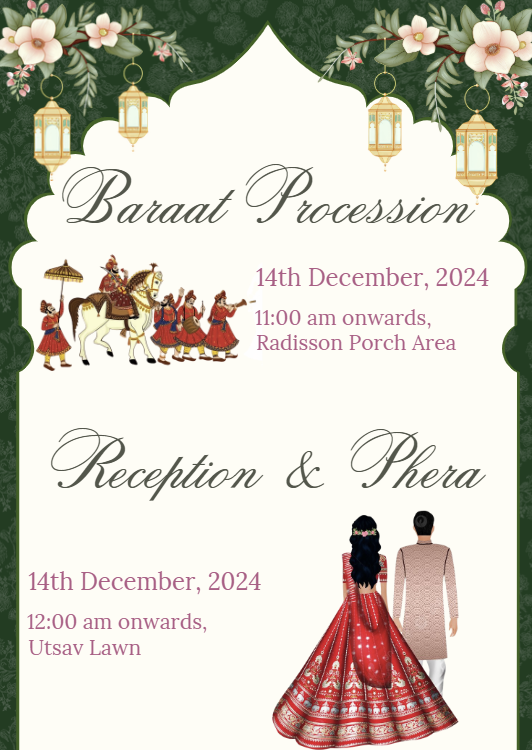 Baraat Procession
14th December, 2024
11:00 am onwards,
Radisson Porch Area
Reception & Phera
14th December, 2024
12:00 am onwards,
Utsav Lawn